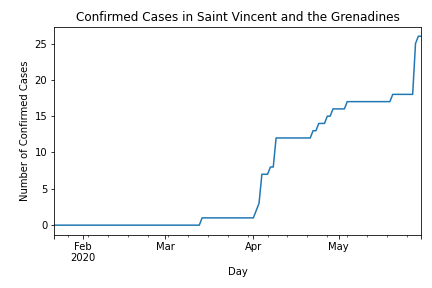 Confirmed Cases in Saint Vincent and the Grenadines
Number of Confirmed Cases
25
20
15
10
5
0
Feb
2020
Mar
Apr
May
Day